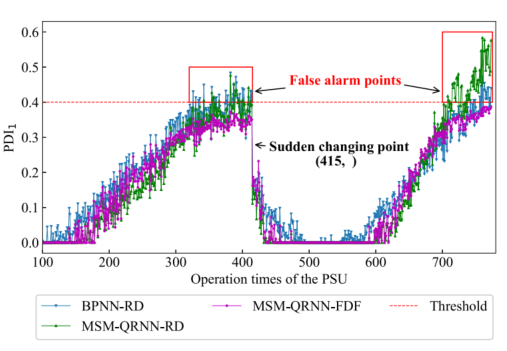 0.6
0.5
0.4
0.3
0.2
0.1
0.0
PDI1
False alarm points
Sudden changing point
(415, )
100 200 300 400 500 600 700
Operation times of the PSU
BPNN-RD MSM-QRNN-FDF Threshold
MSM-QRNN-RD